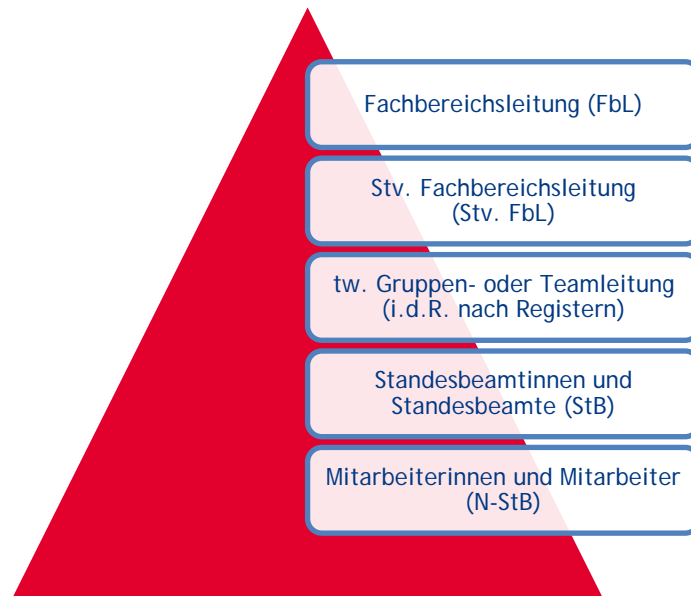 Fachbereichsleitung (FbL)
Stv. Fachbereichsleitung
(Stv. FbL)
tw. Gruppen- oder Teamleitung
(i.d.R. nach Registern)
Standesbeamtinnen und
Standesbeamte (StB)
Mitarbeiterinnen und Mitarbeiter
(N-StB)